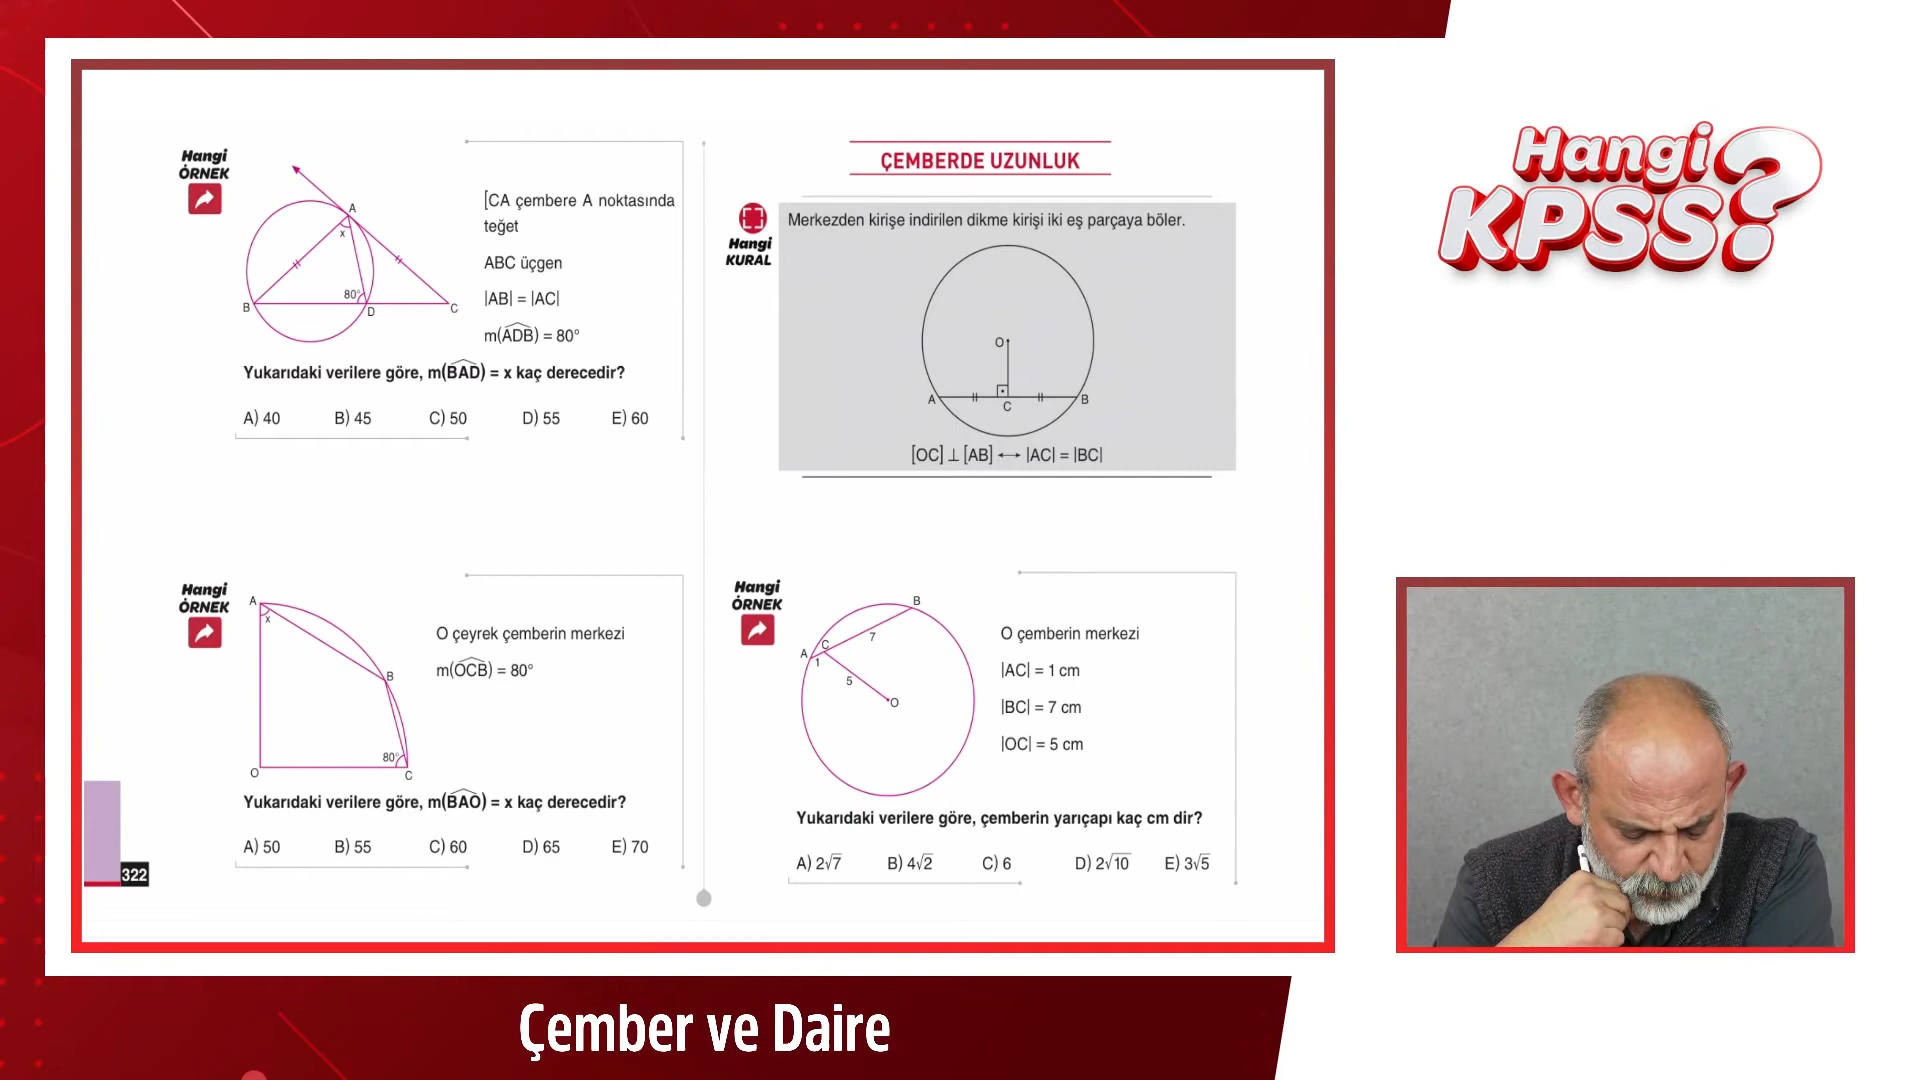 Hangi
ÖRNEK
A
x
80°
B
D
C
[CA çembere A noktasında
teğet
ABC üçgen
|AB| = |AC|
m(ADB) = 80°
Yukarıdaki verilere göre, m(BAD) = x kaç derecedir?
A) 40 B) 45 C) 50 D) 55 E) 60
Hangi
ÖRNEK
A
x
B
80°
O
C
O çeyrek çemberin merkezi
m(OCB) = 80°
Yukarıdaki verilere göre, m(BAO) = x kaç derecedir?
A) 50 B) 55 C) 60 D) 65 E) 70
322
ÇEMBERDE UZUNLUK
Hangi
KURAL
Merkezden kirişe indirilen dikme kirişi iki eş parçaya böler.
O
A
C
B
[OC] ⊥ [AB] ↔ |AC| = |BC|
Hangi
ÖRNEK
B
7
C
A
1
5
O
O çemberin merkezi
|AC| = 1 cm
|BC| = 7 cm
|OC| = 5 cm
Yukarıdaki verilere göre, çemberin yarıçapı kaç cm dir?
A) 2√7 B) 4√2 C) 6 D) 2√10 E) 3√5
Hangi
KPSS?
Çember ve Daire